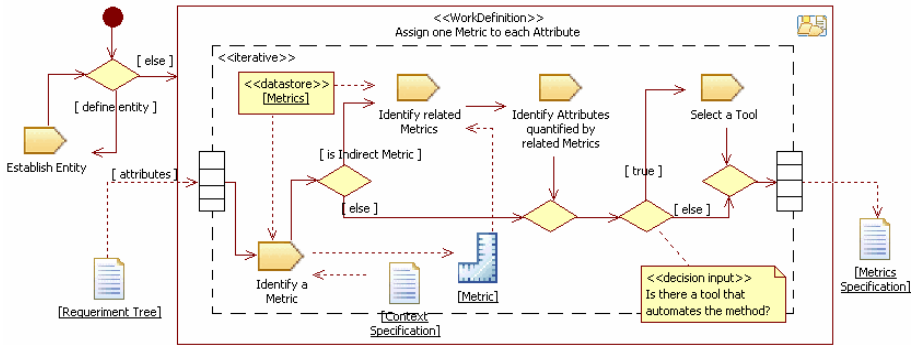 <<WorkDefinition>>
Assign one Metric to each Attribute
[ else ]
<<iterative>>
<<datastore>>
[Metrics]
[ define entity ]
Identify related
Metrics
Identify Attributes
quantified by
related Metrics
Select a Tool
Establish Entity
[ is Indirect Metric ]
[ attributes ]
[ true ]
[ else ]
[ else ]
Identify a
Metric
[Metric]
<<decision input>>
Is there a tool that
automates the method?
[Metrics
Specification]
[Requeriment Tree]
[Context
Specification]